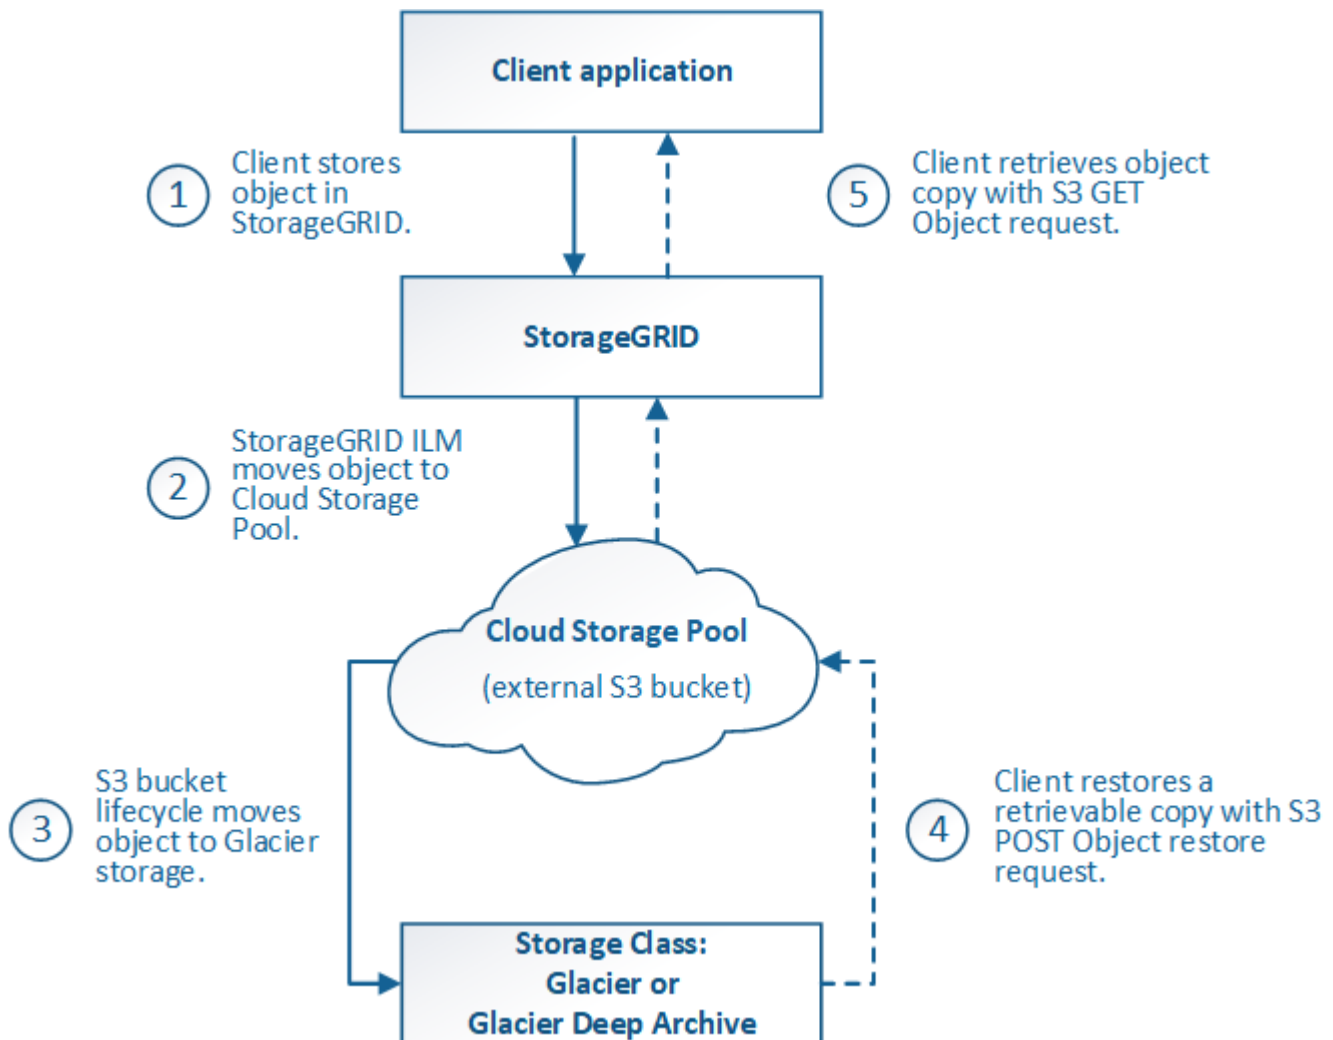 Client application
1
Client stores
object in
StorageGRID.
5
Client retrieves object
copy with S3 GET
Object request.
StorageGRID
2
StorageGRID ILM
moves object to
Cloud Storage
Pool.
Cloud Storage Pool
(external S3 bucket)
3
S3 bucket
lifecycle moves
object to Glacier
storage.
4
Client restores a
retrievable copy with S3
POST Object restore
request.
Storage Class:
Glacier or
Glacier Deep Archive